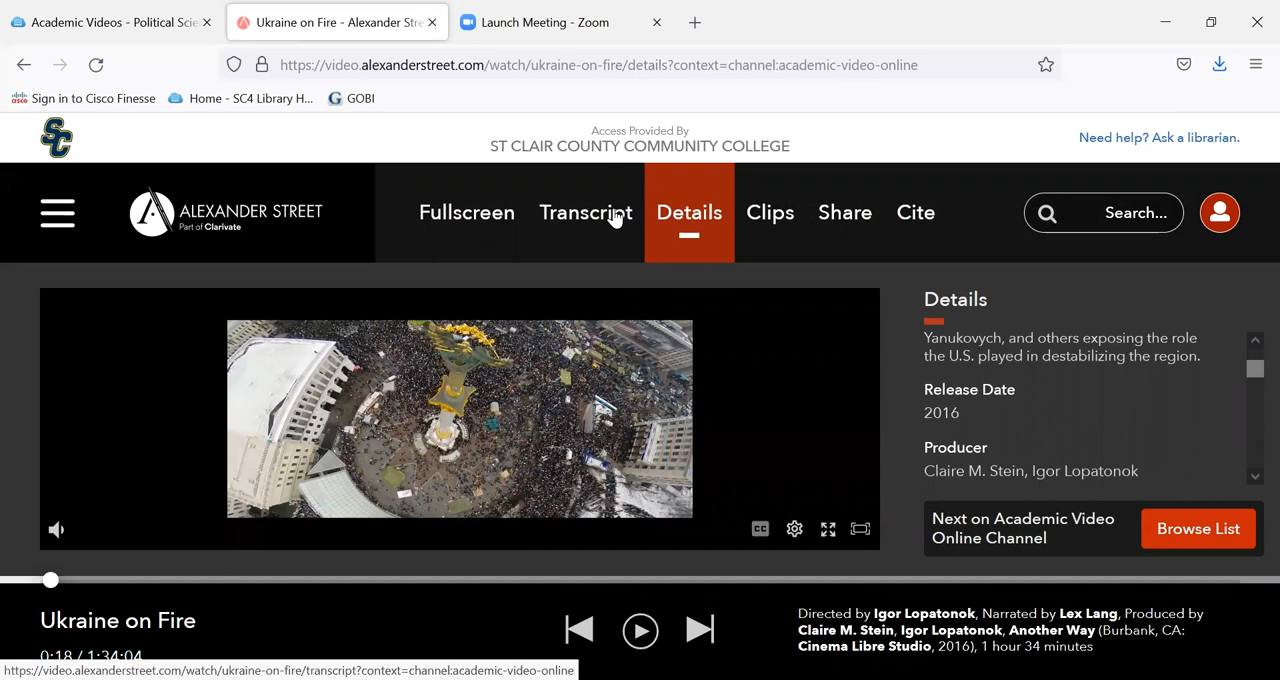 Academic Videos - Political Scie
Ukraine on Fire - Alexander Stre
Launch Meeting - Zoom
https://video.alexanderstreet.com/watch/ukraine-on-fire/details?context=channel:academic-video-online
Sign in to Cisco Finesse
Home - SC4 Library H...
G GOBI
SC
Access Provided By
ST CLAIR COUNTY COMMUNITY COLLEGE
Need help? Ask a librarian.
ALEXANDER STREET
Part of Clarivate
Fullscreen
Transcript
Details
Clips
Share
Cite
Search...
Details
Yanukovych, and others exposing the role
the U.S. played in destabilizing the region.
Release Date
2016
Producer
Claire M. Stein, Igor Lopatonok
CC
Next on Academic Video
Online Channel
Browse List
Ukraine on Fire
0:18 / 1:34:04
Directed by Igor Lopatonok, Narrated by Lex Lang, Produced by
Claire M. Stein, Igor Lopatonok, Another Way (Burbank, CA:
Cinema Libre Studio, 2016), 1 hour 34 minutes
https://video.alexanderstreet.com/watch/ukraine-on-fire/transcript?context=channel:academic-video-online